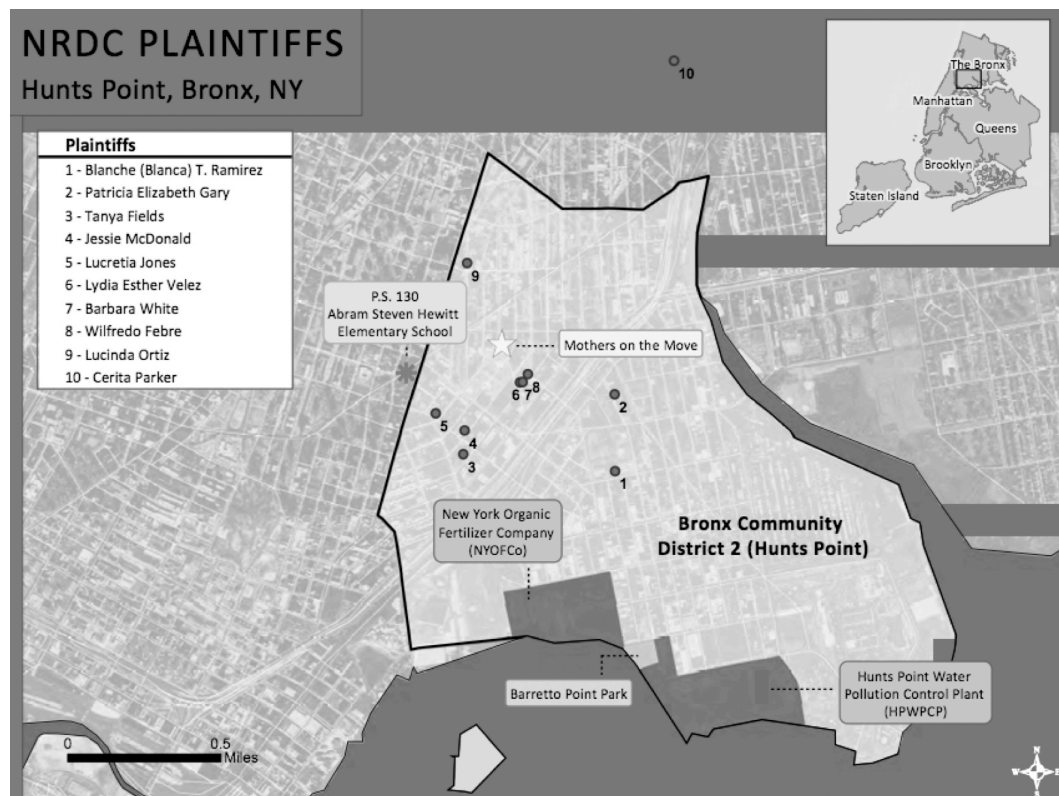 NRDC PLAINTIFFS
Hunts Point, Bronx, NY
Plaintiffs
1 - Blanche (Blanca) T. Ramirez
2 - Patricia Elizabeth Gary
3 - Tanya Fields
4 - Jessie McDonald
5 - Lucretia Jones
6 - Lydia Esther Velez
7 - Barbara White
8 - Wilfredo Febre
9 - Lucinda Ortiz
10 - Cerita Parker
10
The Bronx
Manhattan
Queens
Brooklyn
Staten Island
9
P.S. 130
Abram Steven Hewitt
Elementary School
Mothers on the Move
6
7
8
2
5
4
3
1
New York Organic
Fertilizer Company
(NYOFCo)
Bronx Community
District 2 (Hunts Point)
Barretto Point Park
Hunts Point Water
Pollution Control Plant
(HPWPCP)
0
0.5
Miles
N
W
E
S